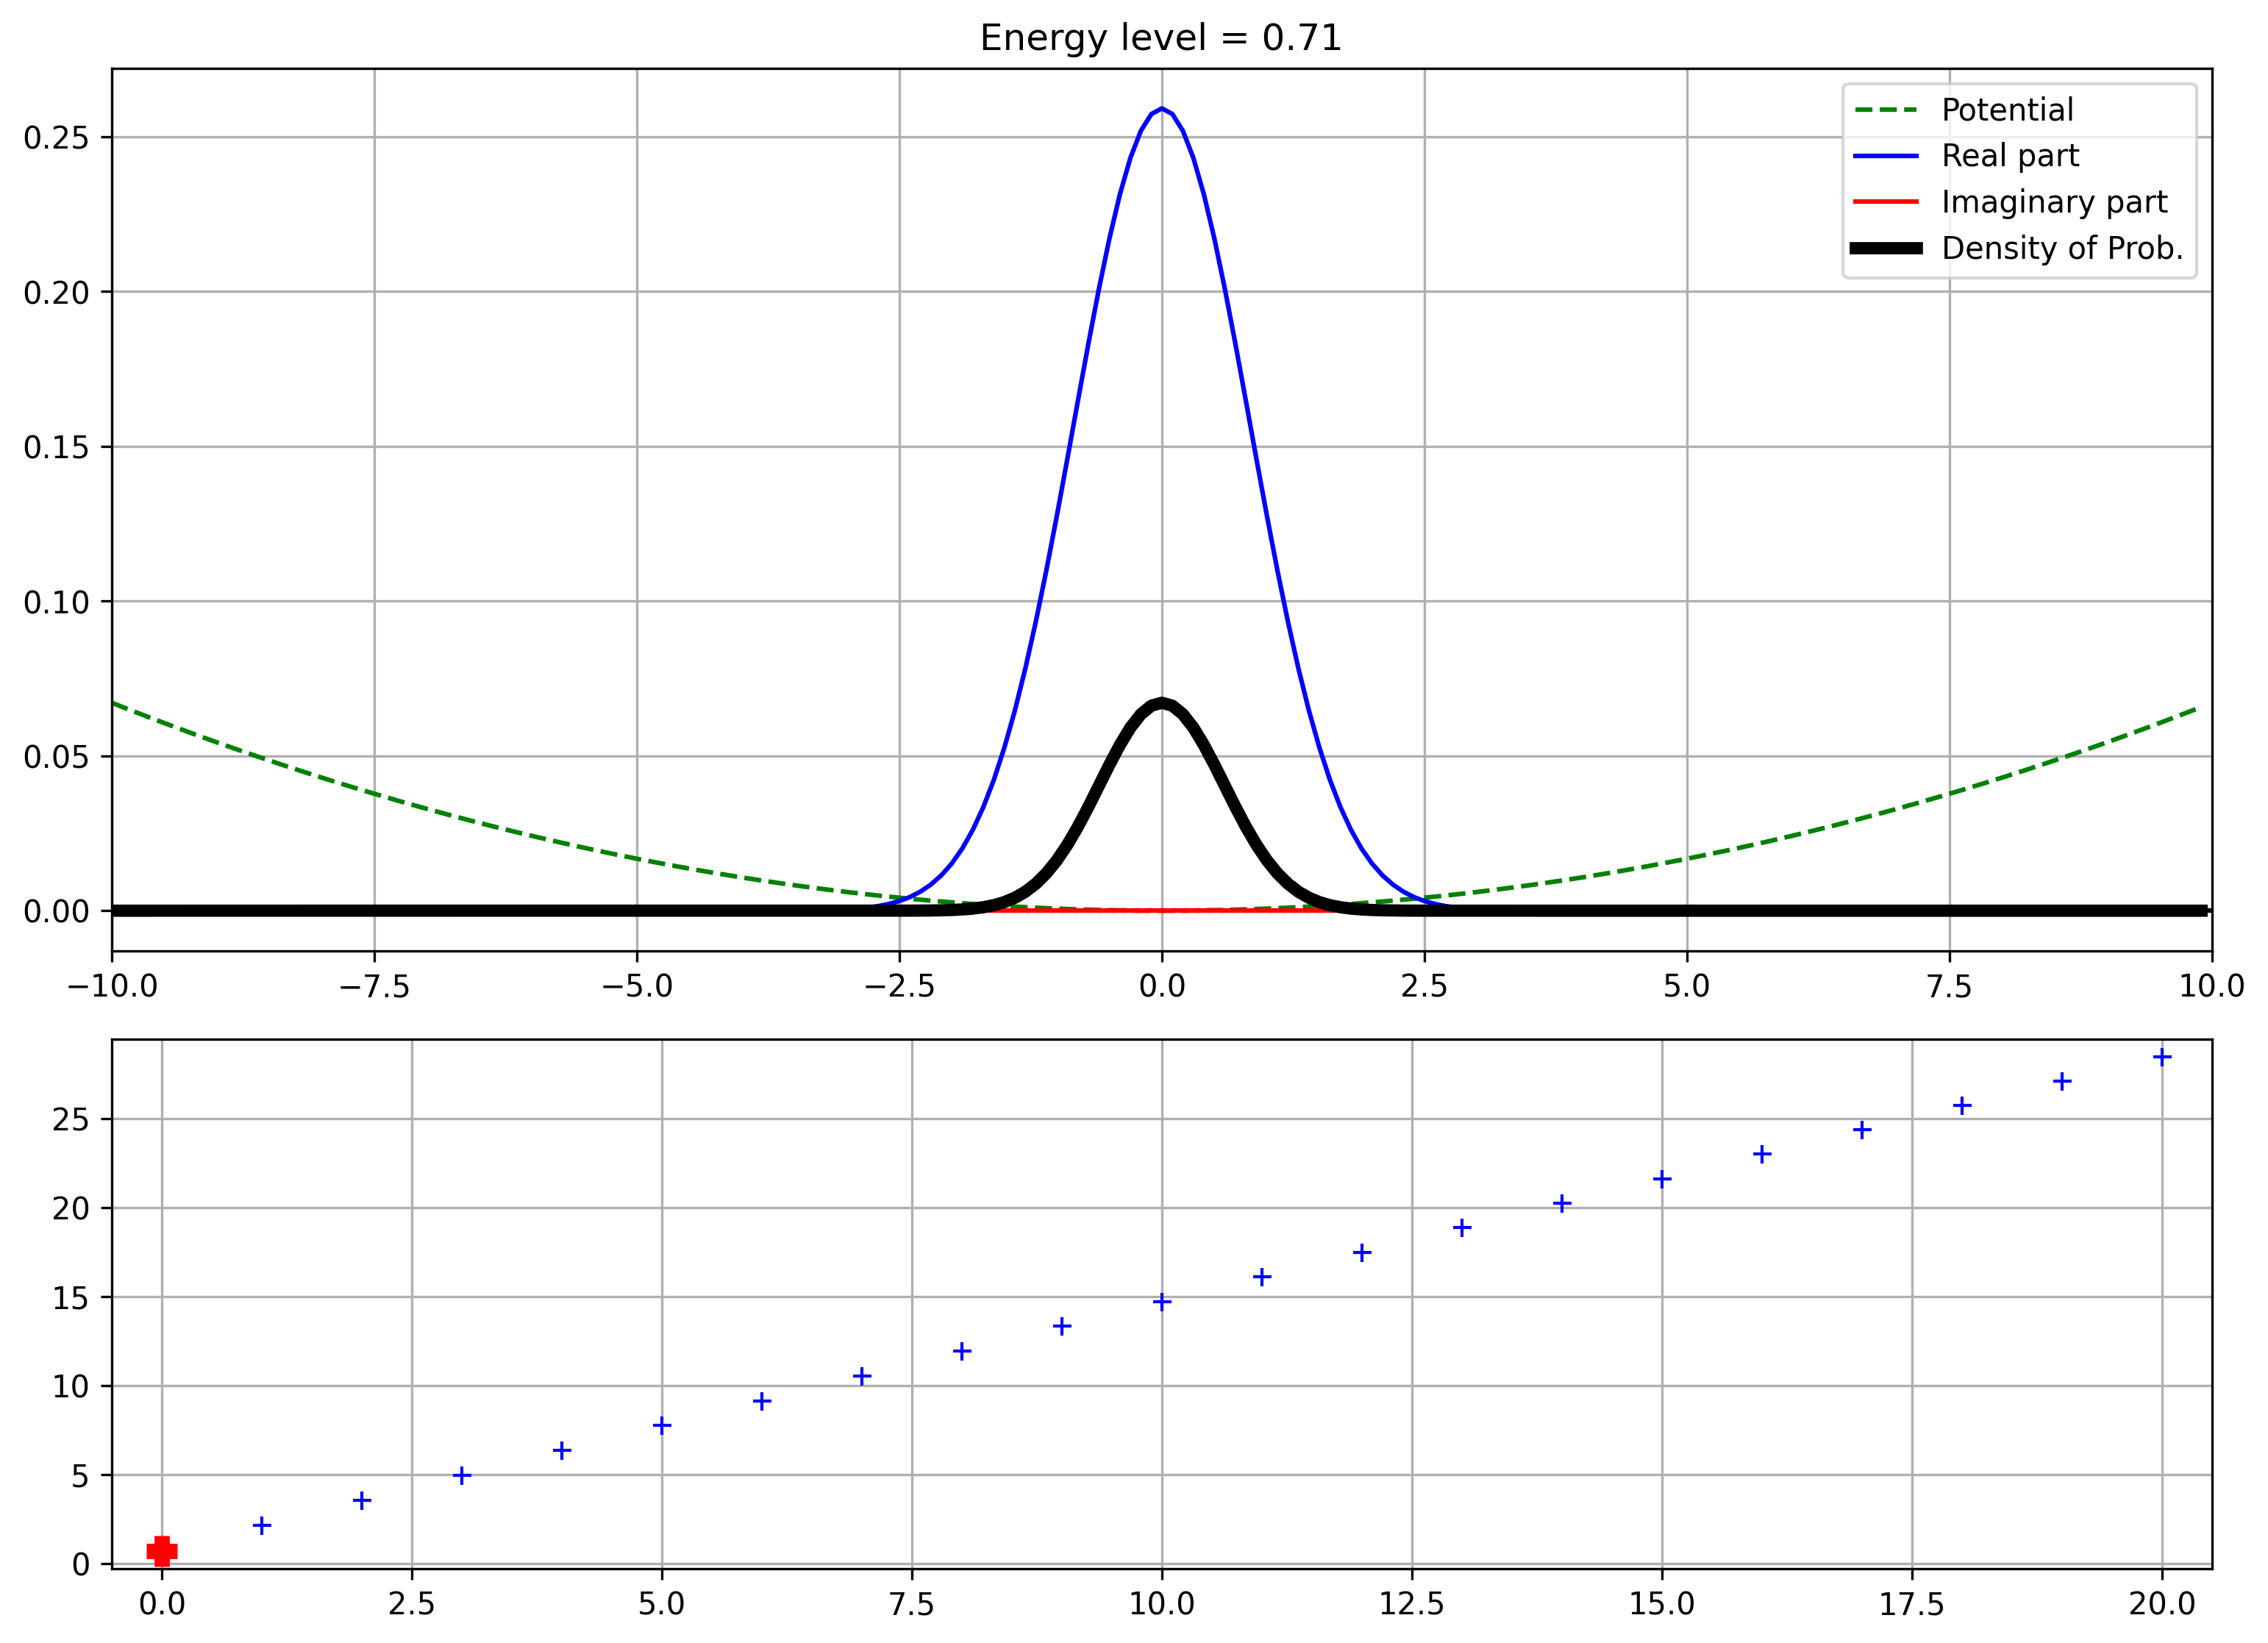 Energy level = 0.71
Potential
Real part
Imaginary part
Density of Prob.
0.25
0.20
0.15
0.10
0.05
0.00
−10.0 −7.5 −5.0 −2.5 0.0 2.5 5.0 7.5 10.0
25
20
15
10
5
0
0.0 2.5 5.0 7.5 10.0 12.5 15.0 17.5 20.0